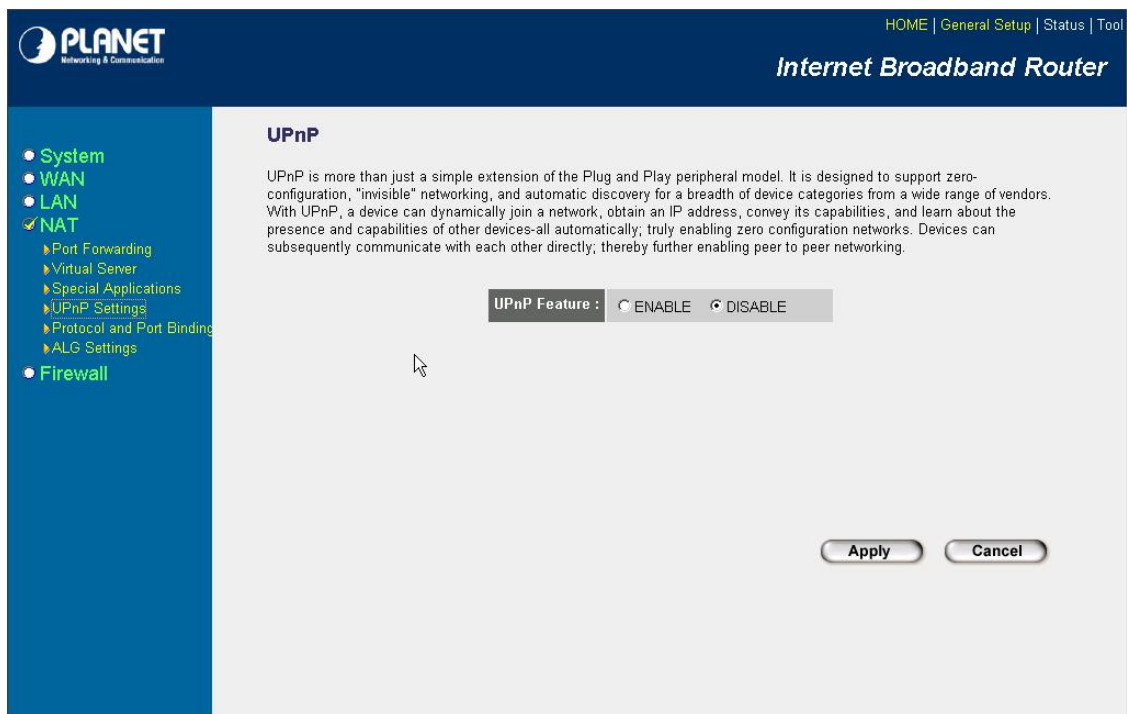 PLANET
Networking & Communication
HOME | General Setup | Status | Tool
Internet Broadband Router
System
WAN
LAN
NAT
Port Forwarding
Virtual Server
Special Applications
UPnP Settings
Protocol and Port Binding
ALG Settings
Firewall
UPnP
UPnP is more than just a simple extension of the Plug and Play peripheral model. It is designed to support zero-
configuration, "invisible" networking, and automatic discovery for a breadth of device categories from a wide range of vendors.
With UPnP, a device can dynamically join a network, obtain an IP address, convey its capabilities, and learn about the
presence and capabilities of other devices-all automatically; truly enabling zero configuration networks. Devices can
subsequently communicate with each other directly; thereby further enabling peer to peer networking.
UPnP Feature : ENABLE DISABLE
Apply Cancel